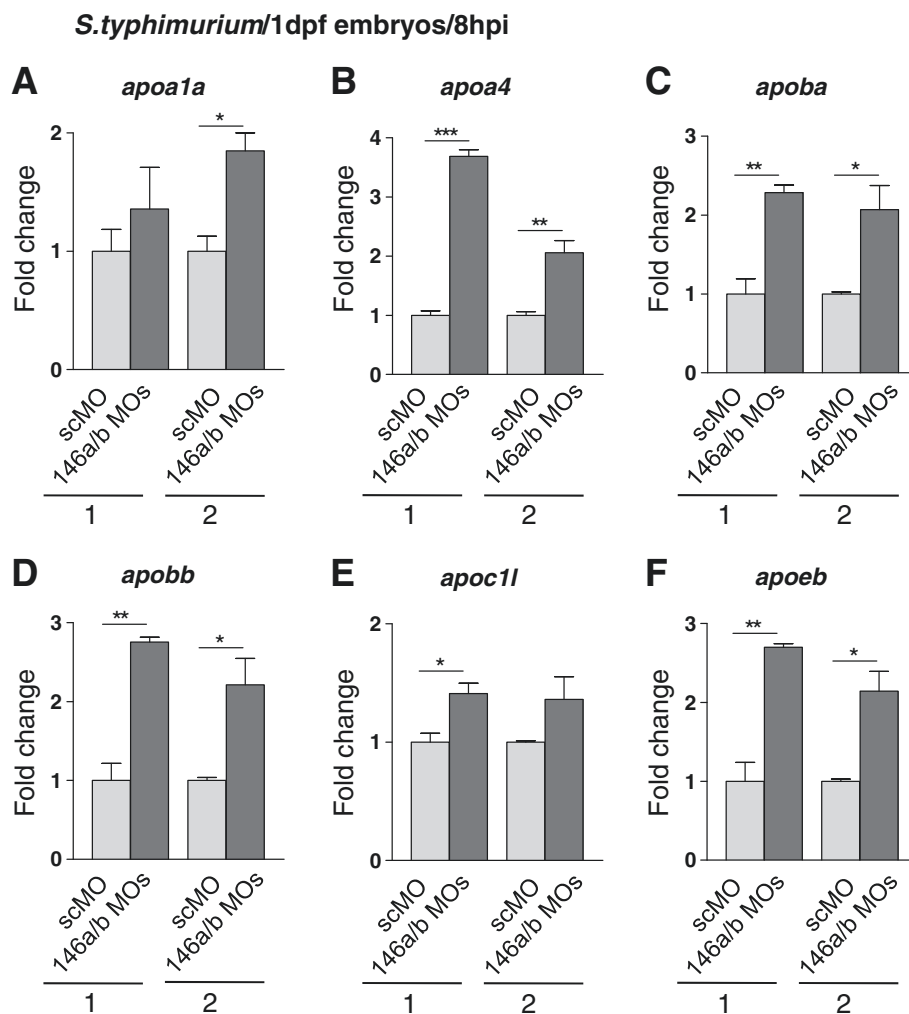 S.typhimurium/1dpf embryos/8hpi
A
apoa1a
Fold change
2
1
0
*
scMO
146a/b MOs
scMO
146a/b MOs
1
2
B
apoa4
Fold change
4
3
2
1
0
***
**
scMO
146a/b MOs
scMO
146a/b MOs
1
2
C
apoba
Fold change
3
2
1
0
**
*
scMO
146a/b MOs
scMO
146a/b MOs
1
2
D
apobb
Fold change
3
2
1
0
**
*
scMO
146a/b MOs
scMO
146a/b MOs
1
2
E
apoc1l
Fold change
2
1
0
*
scMO
146a/b MOs
scMO
146a/b MOs
1
2
F
apoeb
Fold change
3
2
1
0
**
*
scMO
146a/b MOs
scMO
146a/b MOs
1
2